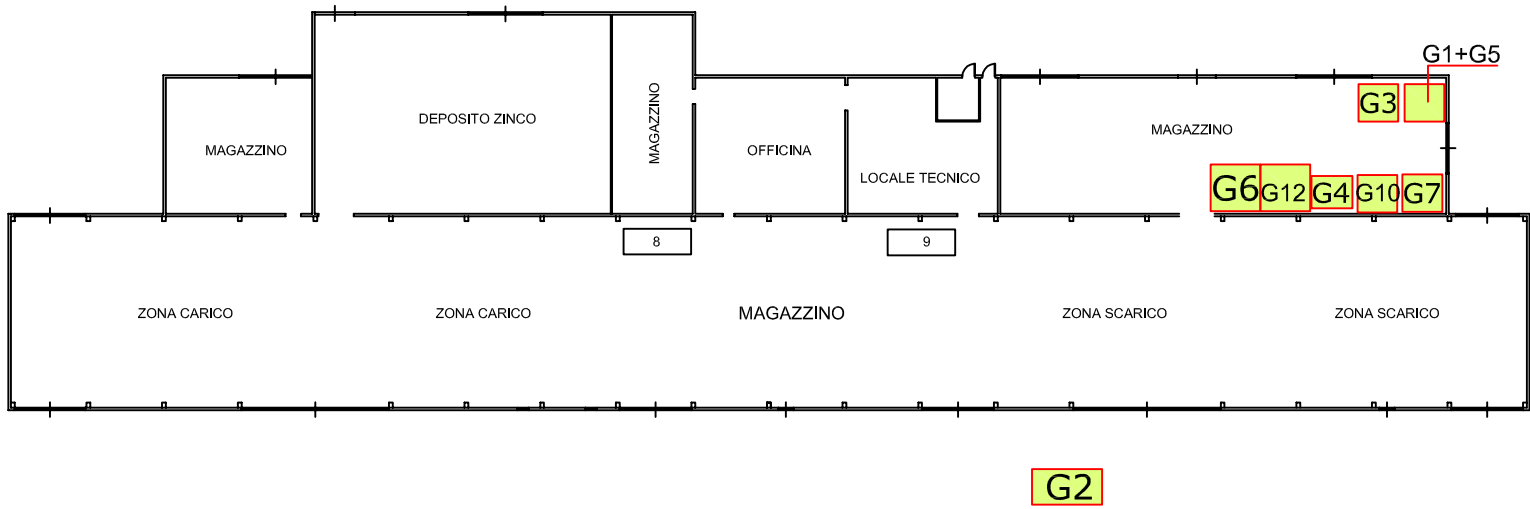 G1+G5
G3
DEPOSITO ZINCO
MAGAZZINO
MAGAZZINO
MAGAZZINO
OFFICINA
LOCALE TECNICO
G6
G12
G4
G10
G7
8
9
ZONA CARICO
ZONA CARICO
MAGAZZINO
ZONA SCARICO
ZONA SCARICO
G2